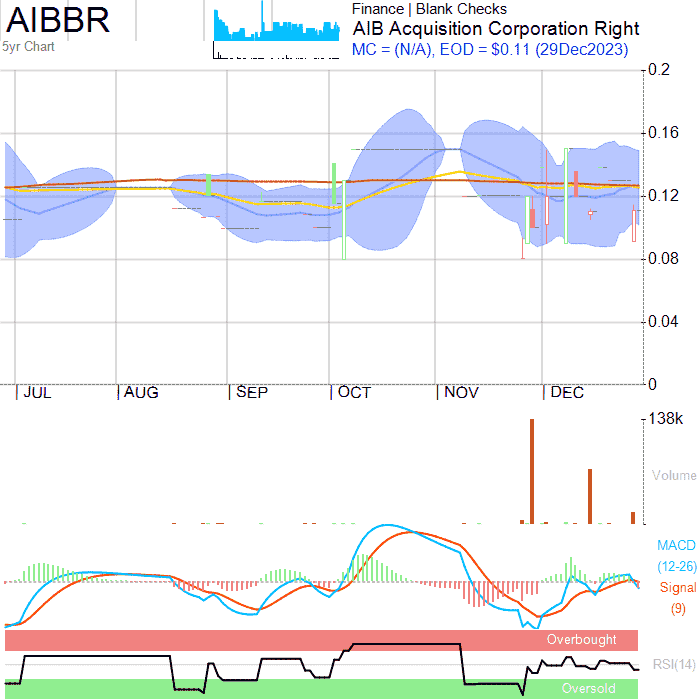 AIBBR
5yr Chart
Finance | Blank Checks
AIB Acquisition Corporation Right
MC = (N/A), EOD = $0.11 (29Dec2023)
0.2
0.16
0.12
0.08
0.04
0
JUL AUG SEP OCT NOV DEC
138k
Volume
MACD
(12-26)
Signal
(9)
Overbought
RSI(14)
Oversold